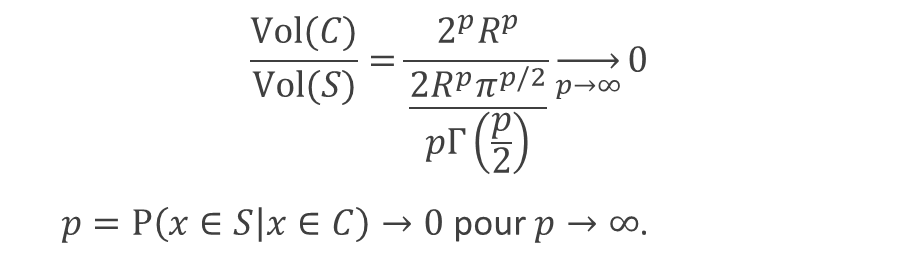 Vol(C)/Vol(S) = 2^p R^p / (2R^p π^{p/2} / (pΓ(p/2))) ⟶_{p→∞} 0
p = P(x ∈ S|x ∈ C) → 0 pour p → ∞.